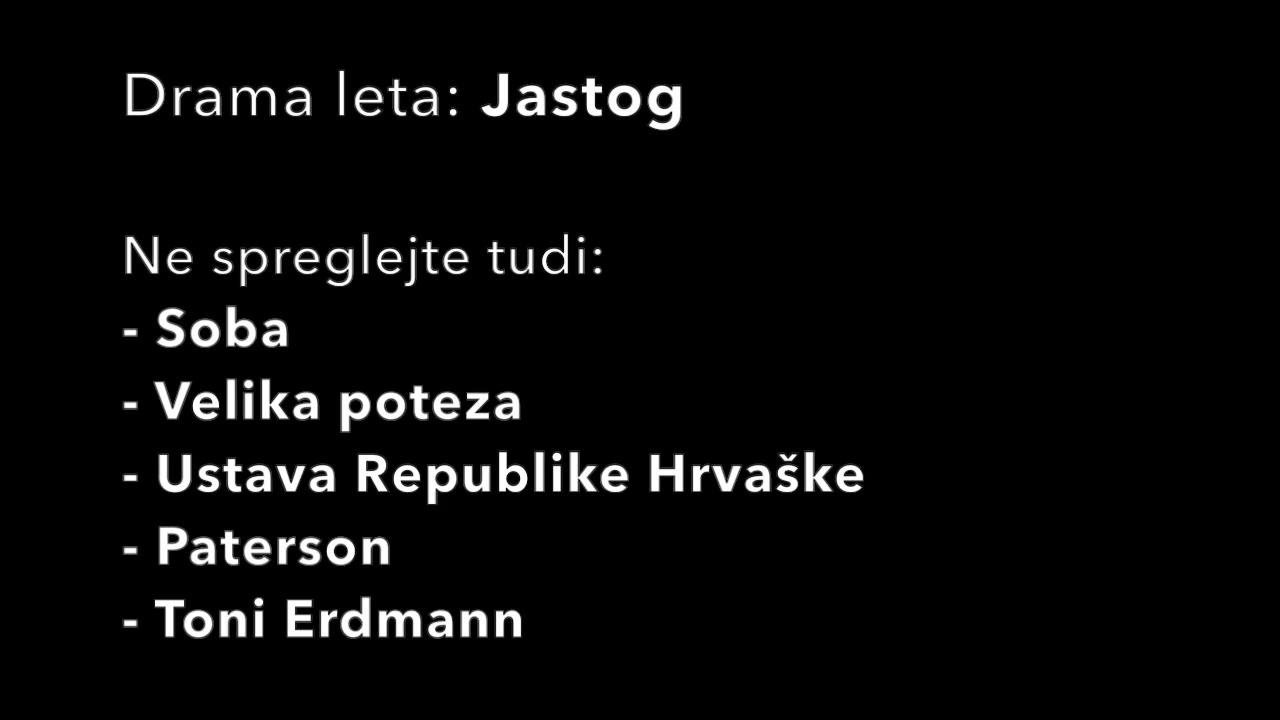 Drama leta: Jastog
Ne spreglejte tudi:
- Soba
- Velika poteza
- Ustava Republike Hrvaške
- Paterson
- Toni Erdmann